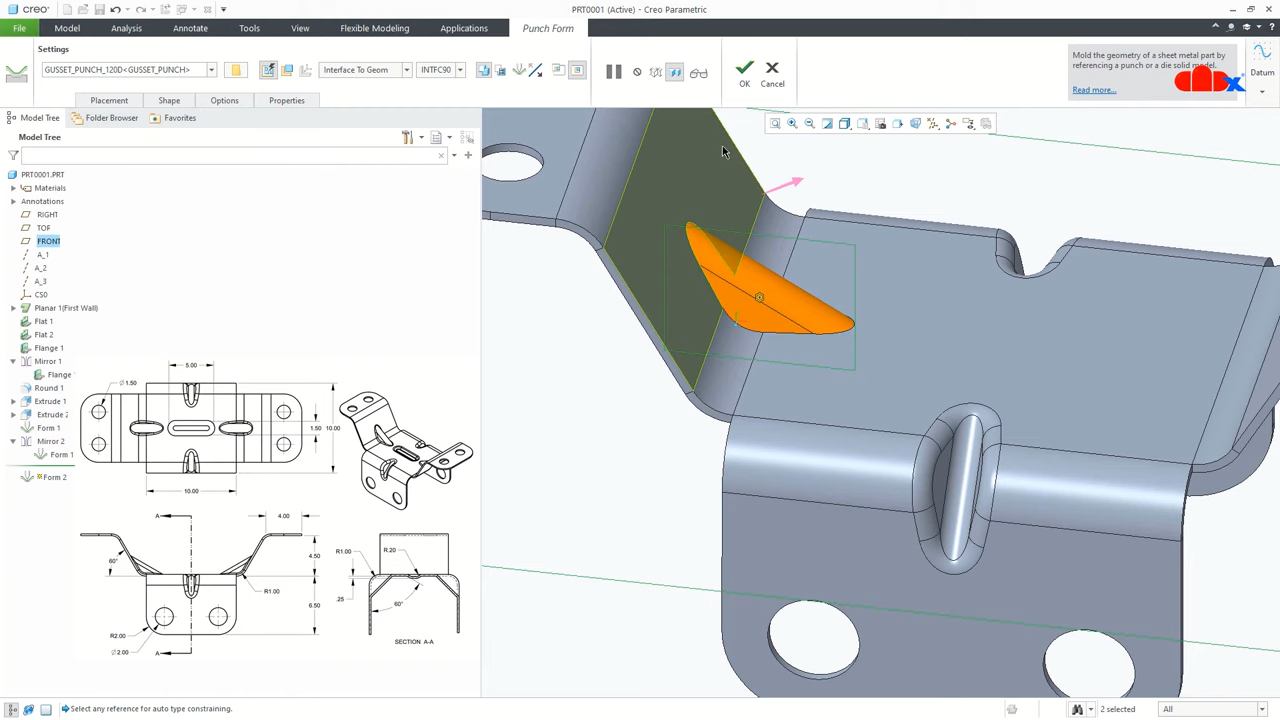 creo
PRT0001 (Active) - Creo Parametric
File Model Analysis Annotate Tools View Flexible Modeling Applications Punch Form
Settings
GUSSET_PUNCH_120D<GUSSET_PUNCH> Interface To Geom INTFC90
OK Cancel
Mold the geometry of a sheet metal part by
referencing a punch or a die solid model.
Read more...
Datum
Placement Shape Options Properties
Model Tree Folder Browser Favorites
Model Tree
PRT0001.PRT
Materials
Annotations
RIGHT
TOP
FRONT
A_1
A_2
A_3
CS0
Planar 1(First Wall)
Flat 1
Flat 2
Flange 1
Mirror 1
Flange
Round 1
Extrude 1
Extrude 2
Form 1
Mirror 2
Form 1
Form 2
5.00
Ø 1.50
1.50
10.00
10.00
A
4.00
60°
4.50
R1.00
6.50
R2.00
Ø2.00
A
R1.00
R.20
.25
60°
SECTION A-A
Select any reference for auto type constraining.
2 selected
All